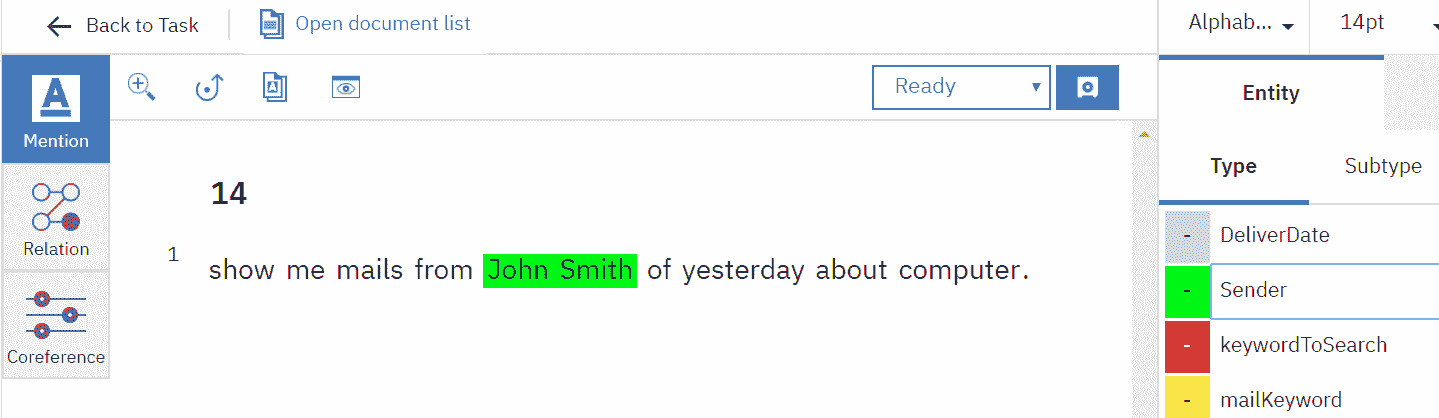 Back to Task
Open document list
Alphab...
14pt
Mention
Ready
Entity
Type
Subtype
14
Relation
1
show me mails from John Smith of yesterday about computer.
Coreference
- DeliverDate
- Sender
- keywordToSearch
- mailKeyword